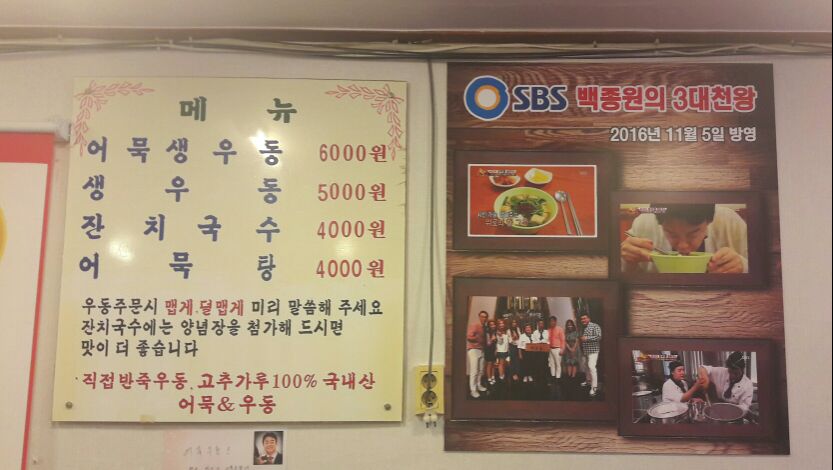 메 뉴
어묵생우동 6000원
생우동 5000원
잔치국수 4000원
어묵탕 4000원
우동주문시 맵게.덜맵게 미리 말씀해 주세요
잔치국수에는 양념장을 첨가해 드시면
맛이 더 좋습니다
직접반죽우동, 고추가루100% 국내산
어묵&우동
SBS 백종원의 3대천왕
2016년 11월 5일 방영